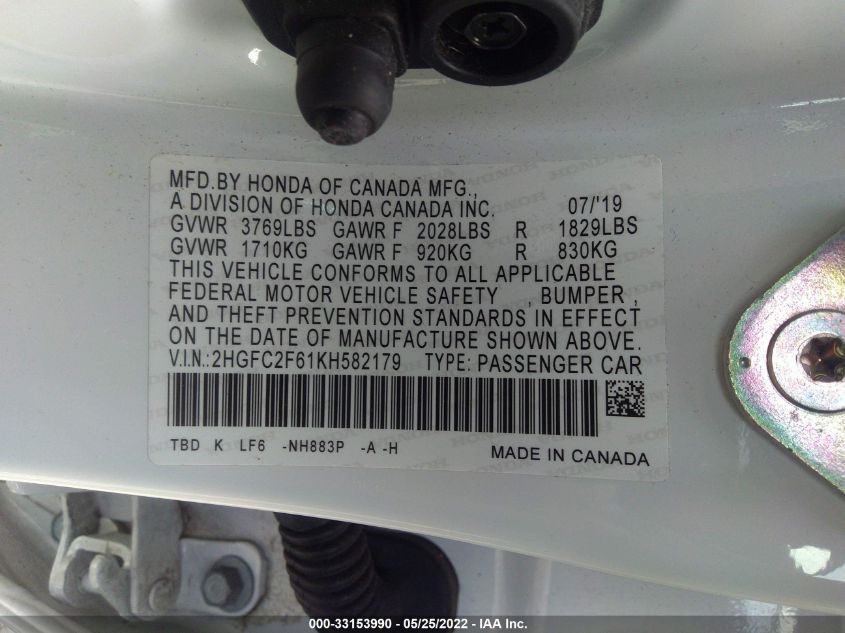 MFD.BY HONDA OF CANADA MFG.,
A DIVISION OF HONDA CANADA INC. 07/'19
GVWR 3769LBS GAWR F 2028LBS R 1829LBS
GVWR 1710KG GAWR F 920KG R 830KG
THIS VEHICLE CONFORMS TO ALL APPLICABLE
FEDERAL MOTOR VEHICLE SAFETY , BUMPER ,
AND THEFT PREVENTION STANDARDS IN EFFECT
ON THE DATE OF MANUFACTURE SHOWN ABOVE.
V.I.N.:2HGFC2F61KH582179 TYPE: PASSENGER CAR
TBD K LF6 -NH883P -A -H MADE IN CANADA
000-33153990 - 05/25/2022 - IAA Inc.